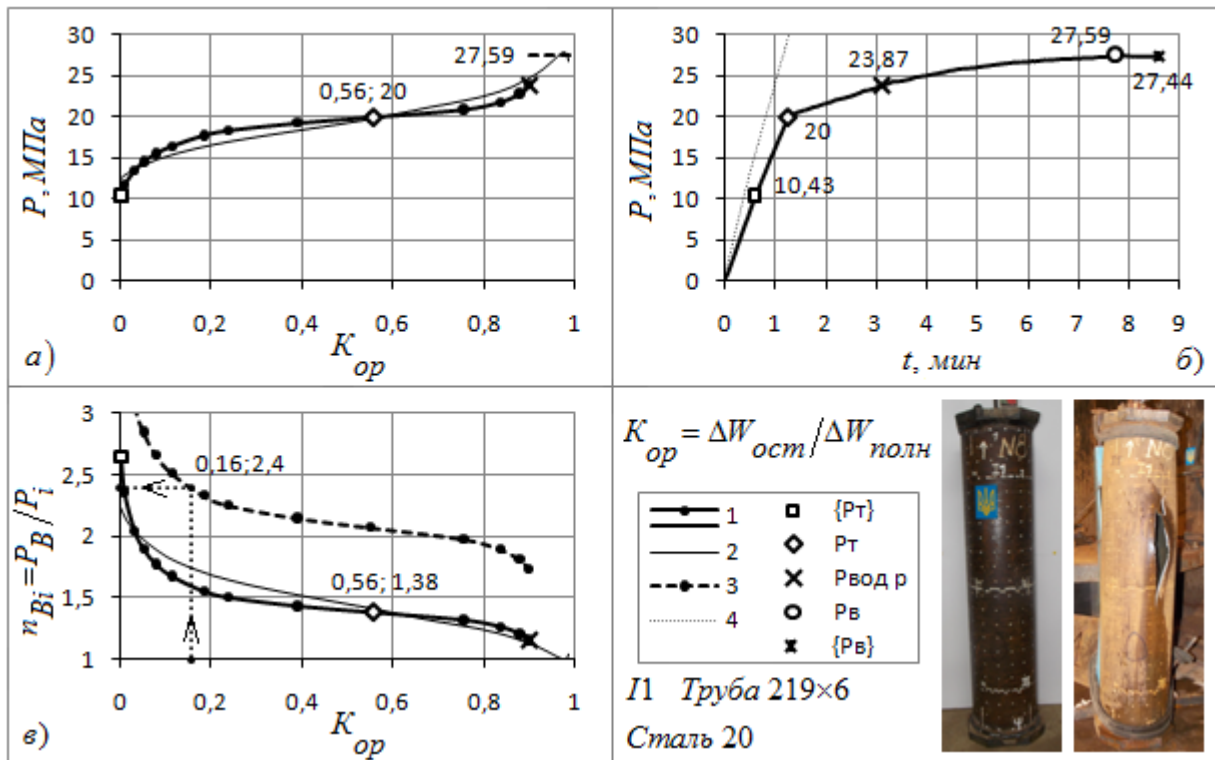 30
25
20
15
10
5
0
P, МПа
27,59
0,56; 20
0 0,2 0,4 0,6 0,8 1
K_ор
а)
30
25
20
15
10
5
0
P, МПа
27,59
23,87
27,44
20
10,43
0 1 2 3 4 5 6 7 8 9
t, мин
б)
3
2,5
2
1,5
1
n_Bi = P_B / P_i
0,16; 2,4
0,56; 1,38
0 0,2 0,4 0,6 0,8 1
K_ор
в)
K_ор = ΔW_ост / ΔW_полн
1 {Рт}
2 Рт
3 Рвод р
4 Рв
{Рв}
I1 Труба 219×6
Сталь 20
↑ N8
↑ N8